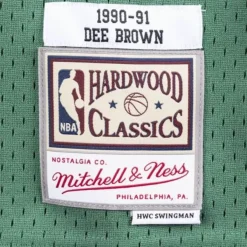 1990-91
DEE BROWN
HARDWOOD
NBA
CLASSICS
NOSTALGIA CO.
Mitchell & Ness
PHILADELPHIA, PA.
HWC SWINGMAN